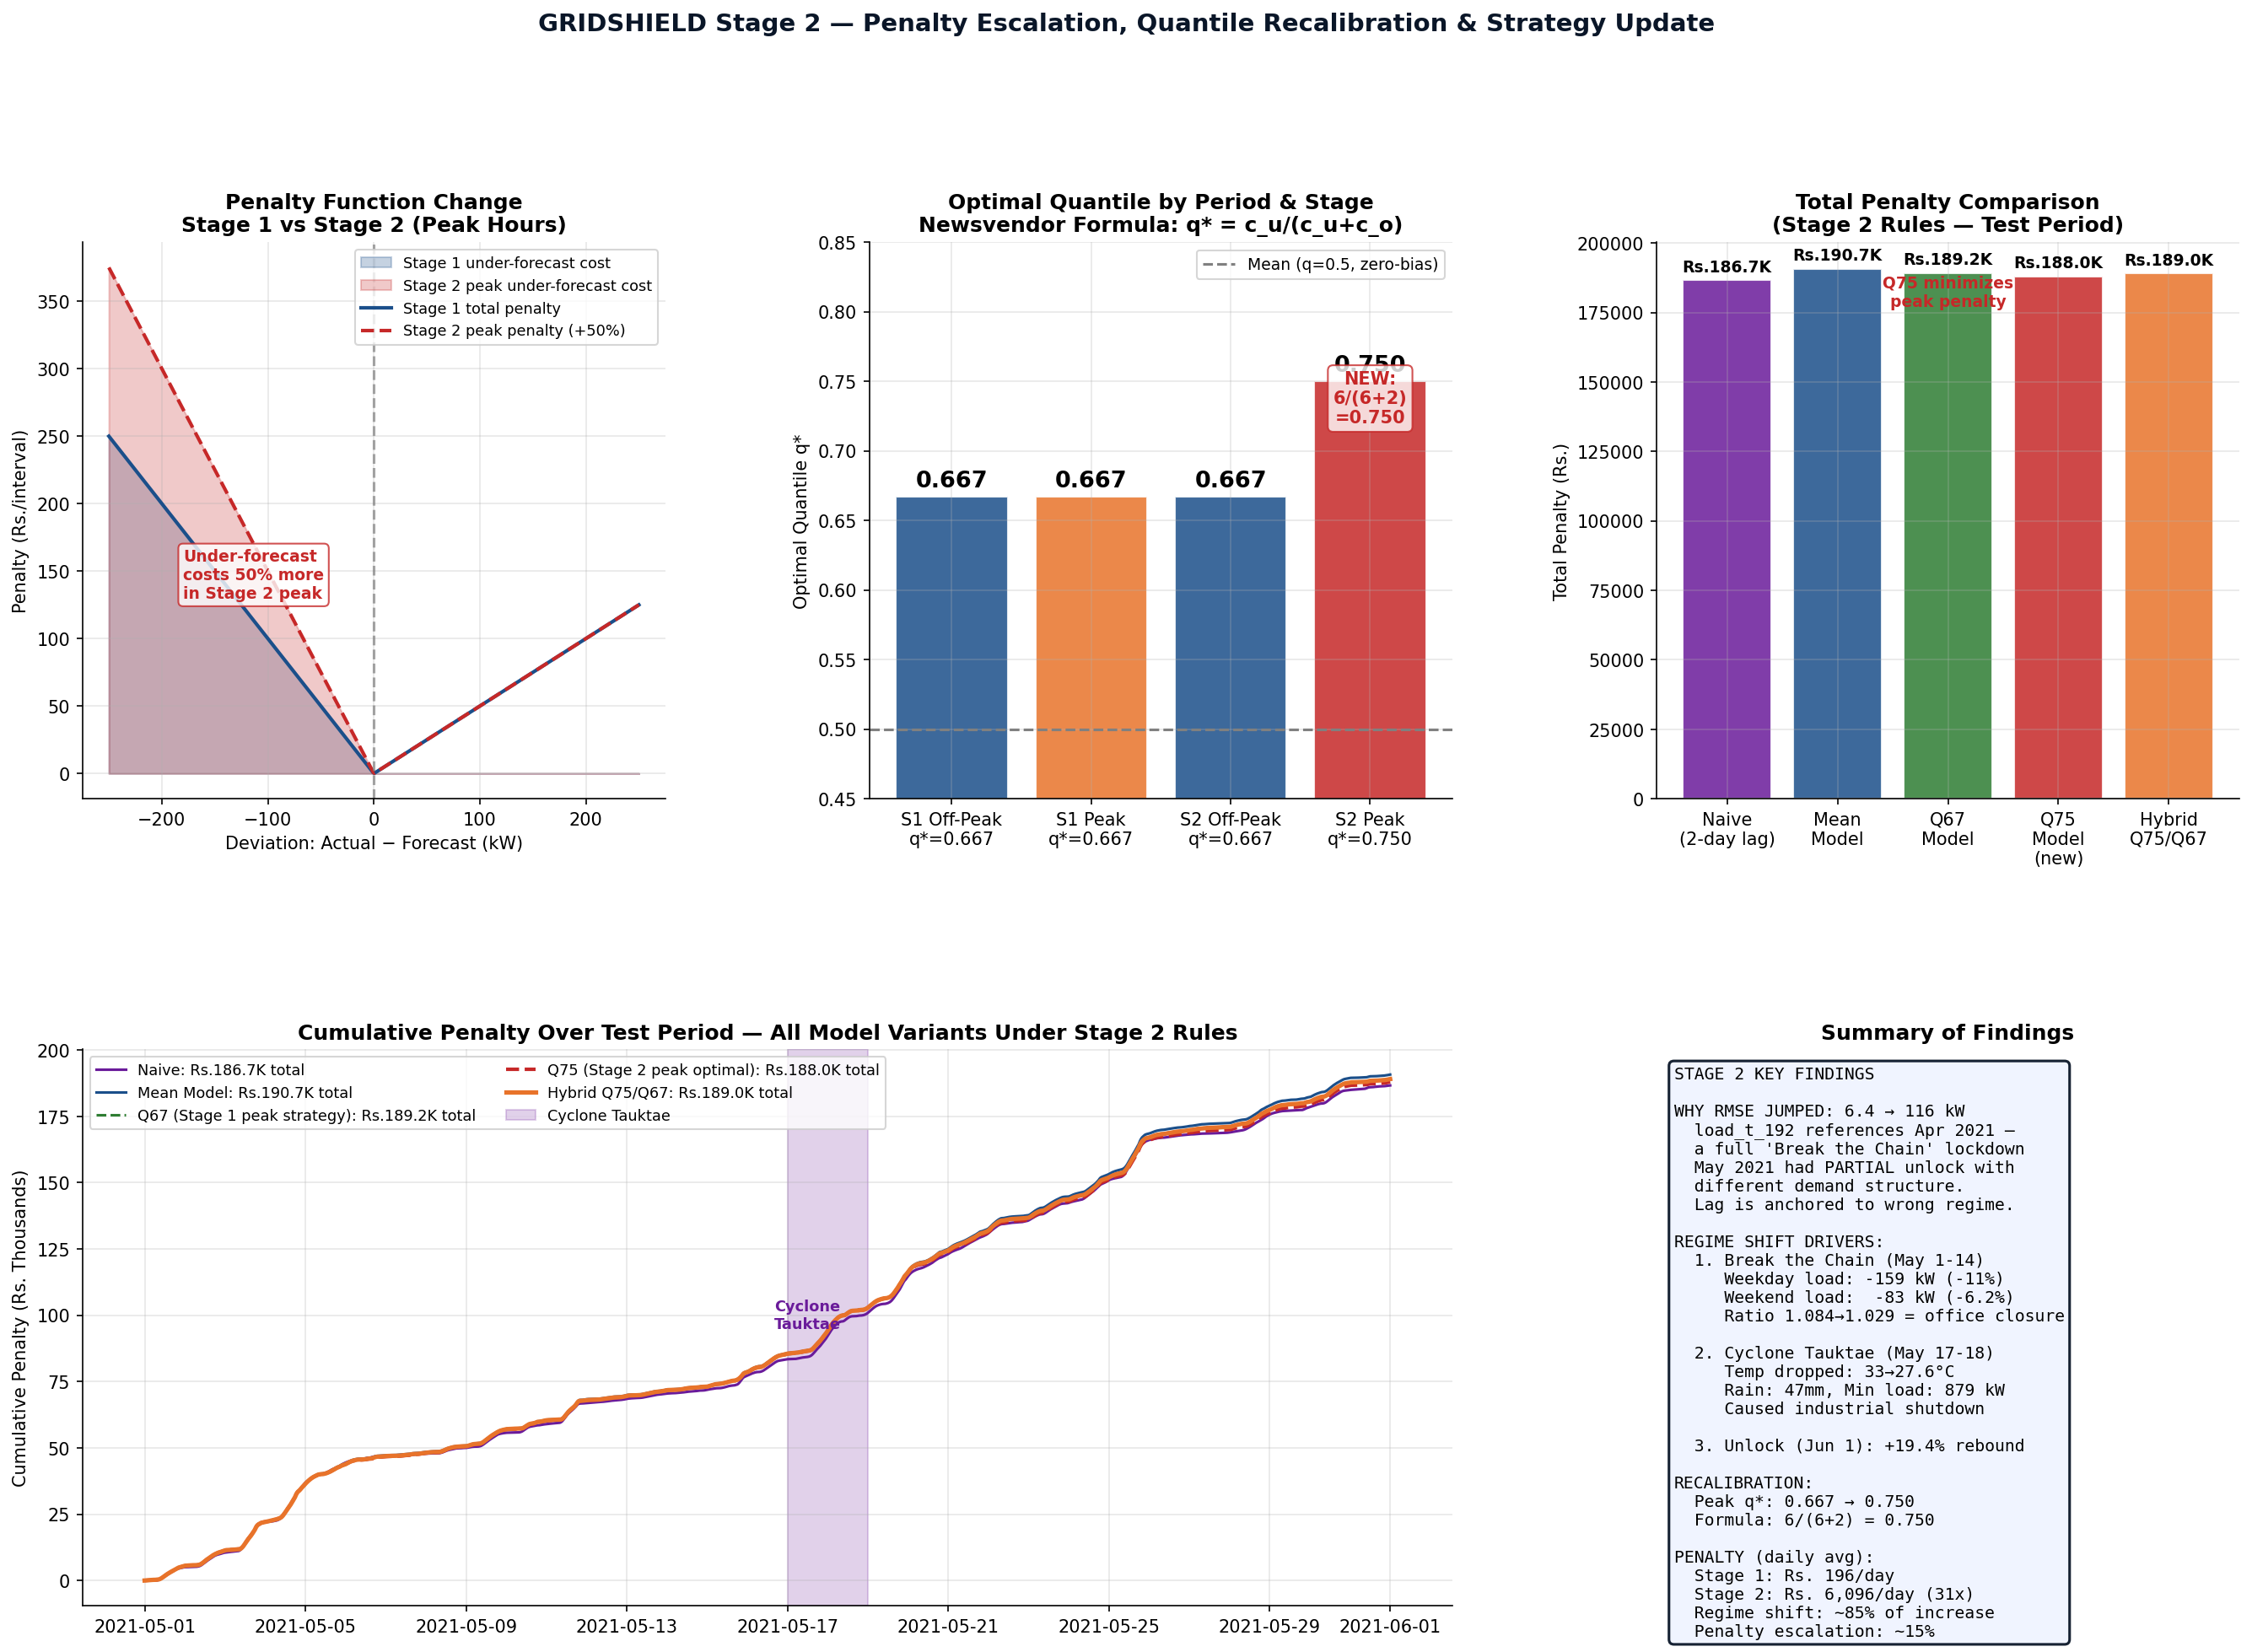 GRIDSHIELD Stage 2 — Penalty Escalation, Quantile Recalibration & Strategy Update
Penalty Function Change
Stage 1 vs Stage 2 (Peak Hours)
Penalty (Rs./interval)
350
300
250
200
150
100
50
0
Stage 1 under-forecast cost
Stage 2 peak under-forecast cost
Stage 1 total penalty
Stage 2 peak penalty (+50%)
Under-forecast
costs 50% more
in Stage 2 peak
−200
−100
0
100
200
Deviation: Actual − Forecast (kW)
Optimal Quantile by Period & Stage
Newsvendor Formula: q* = c_u/(c_u+c_o)
Optimal Quantile q*
0.85
0.80
0.75
0.70
0.65
0.60
0.55
0.50
0.45
Mean (q=0.5, zero-bias)
0.667
0.667
0.667
0.750
NEW:
6/(6+2)
=0.750
S1 Off-Peak
q*=0.667
S1 Peak
q*=0.667
S2 Off-Peak
q*=0.667
S2 Peak
q*=0.750
Total Penalty Comparison
(Stage 2 Rules — Test Period)
Total Penalty (Rs.)
200000
175000
150000
125000
100000
75000
50000
25000
0
Rs.186.7K
Rs.190.7K
Rs.189.2K
Rs.188.0K
Rs.189.0K
Q75 minimizes
peak penalty
Naive
(2-day lag)
Mean
Model
Q67
Model
Q75
Model
(new)
Hybrid
Q75/Q67
Cumulative Penalty Over Test Period — All Model Variants Under Stage 2 Rules
Cumulative Penalty (Rs. Thousands)
200
175
150
125
100
75
50
25
0
Naive: Rs.186.7K total
Mean Model: Rs.190.7K total
Q67 (Stage 1 peak strategy): Rs.189.2K total
Q75 (Stage 2 peak optimal): Rs.188.0K total
Hybrid Q75/Q67: Rs.189.0K total
Cyclone Tauktae
Cyclone
Tauktae
2021-05-01
2021-05-05
2021-05-09
2021-05-13
2021-05-17
2021-05-21
2021-05-25
2021-05-29
2021-06-01
Summary of Findings
STAGE 2 KEY FINDINGS
WHY RMSE JUMPED: 6.4 → 116 kW
load_t_192 references Apr 2021 —
a full 'Break the Chain' lockdown
May 2021 had PARTIAL unlock with
different demand structure.
Lag is anchored to wrong regime.
REGIME SHIFT DRIVERS:
1. Break the Chain (May 1-14)
Weekday load: -159 kW (-11%)
Weekend load:  -83 kW (-6.2%)
Ratio 1.084→1.029 = office closure
2. Cyclone Tauktae (May 17-18)
Temp dropped: 33→27.6°C
Rain: 47mm, Min load: 879 kW
Caused industrial shutdown
3. Unlock (Jun 1): +19.4% rebound
RECALIBRATION:
Peak q*: 0.667 → 0.750
Formula: 6/(6+2) = 0.750
PENALTY (daily avg):
Stage 1: Rs. 196/day
Stage 2: Rs. 6,096/day (31x)
Regime shift: ~85% of increase
Penalty escalation: ~15%